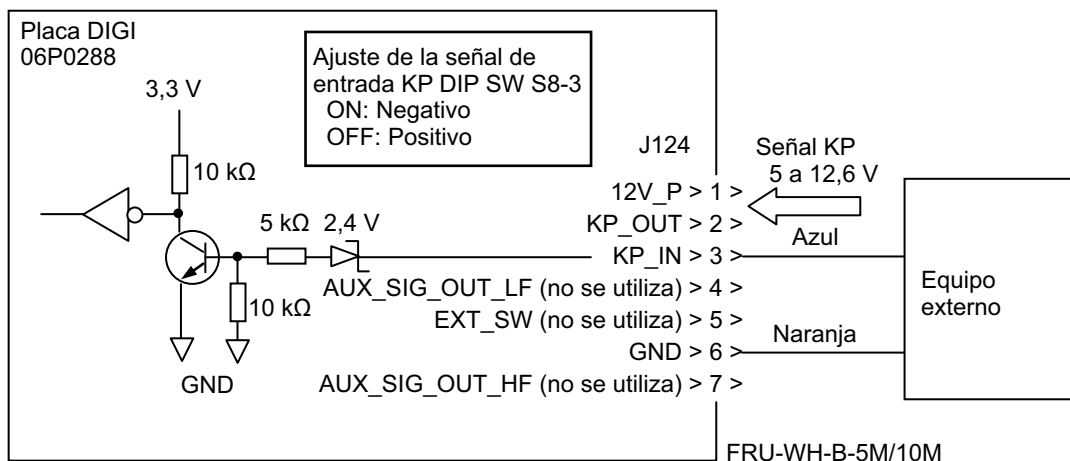 Placa DIGI
06P0288
Ajuste de la señal de
entrada KP DIP SW S8-3
ON: Negativo
OFF: Positivo
3,3 V
10 kΩ
5 kΩ
2,4 V
10 kΩ
GND
J124
Señal KP
5 a 12,6 V
12V_P > 1 >
KP_OUT > 2 >
Azul
KP_IN > 3 >
AUX_SIG_OUT_LF (no se utiliza) > 4 >
EXT_SW (no se utiliza) > 5 >
Naranja
GND > 6 >
AUX_SIG_OUT_HF (no se utiliza) > 7 >
Equipo
externo
FRU-WH-B-5M/10M